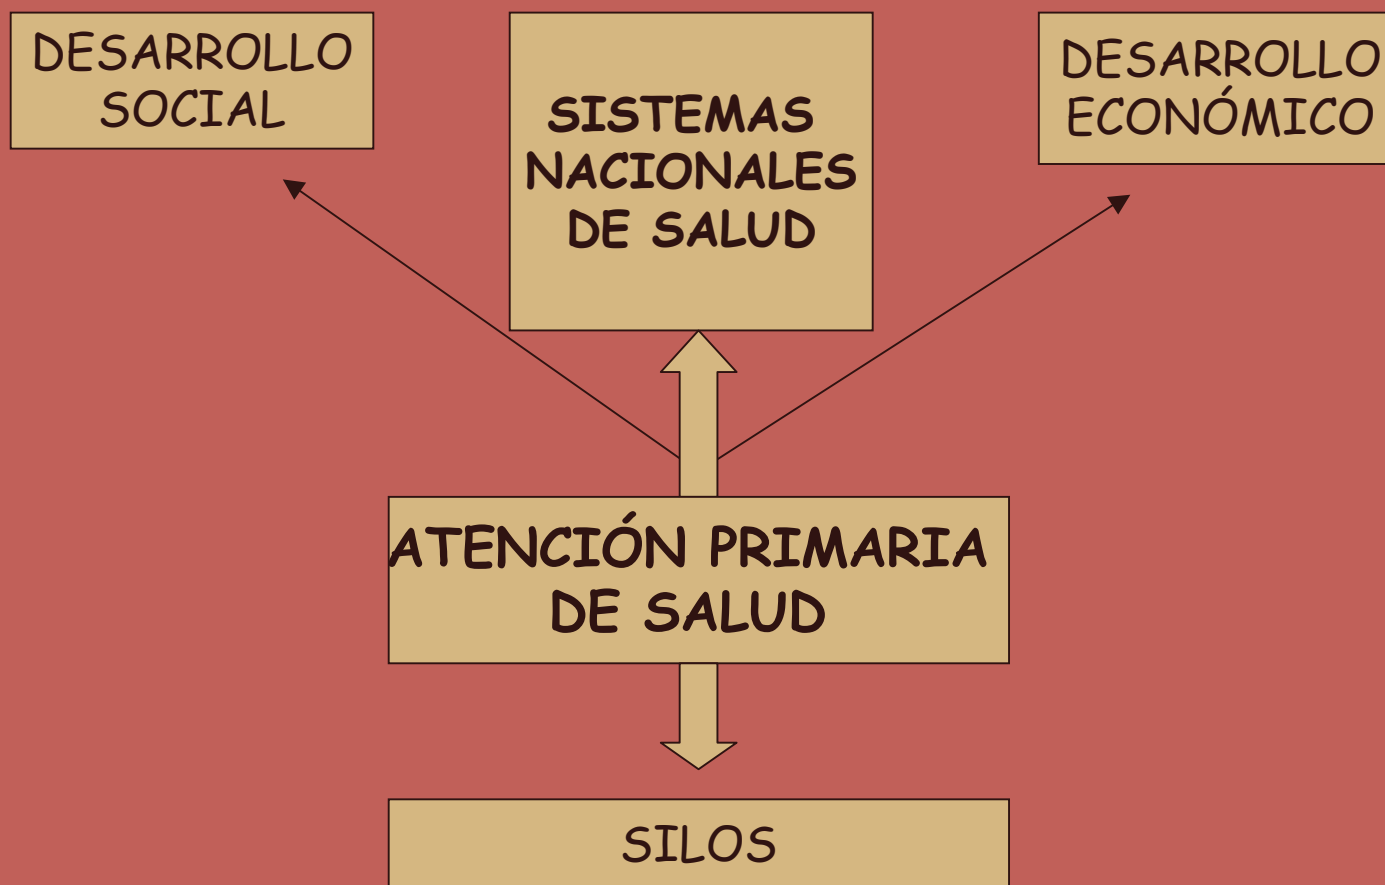 DESARROLLO
SOCIAL
SISTEMAS
NACIONALES
DE SALUD
DESARROLLO
ECONÓMICO
ATENCIÓN PRIMARIA
DE SALUD
SILOS